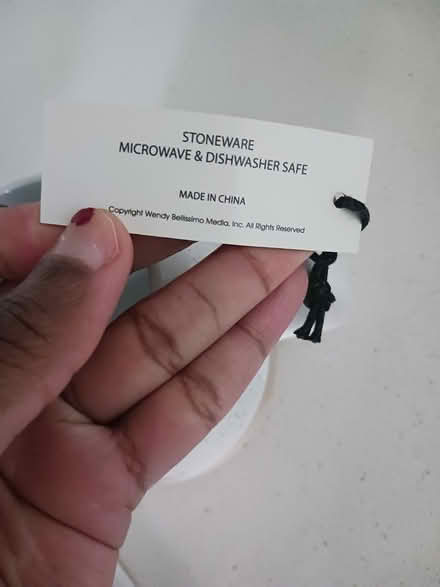 STONEWARE
MICROWAVE & DISHWASHER SAFE
MADE IN CHINA
Copyright Wendy Bellissimo Media, Inc. All Rights Reserved